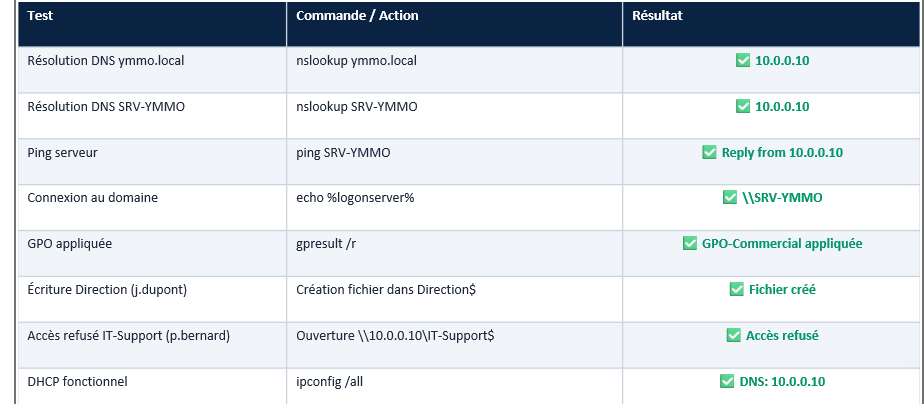 Test Commande / Action Résultat
Résolution DNS ymmo.local nslookup ymmo.local ✅ 10.0.0.10
Résolution DNS SRV-YMMO nslookup SRV-YMMO ✅ 10.0.0.10
Ping serveur ping SRV-YMMO ✅ Reply from 10.0.0.10
Connexion au domaine echo %logonserver% ✅ \\SRV-YMMO
GPO appliquée gpresult /r ✅ GPO-Commercial appliquée
Écriture Direction (j.dupont) Création fichier dans Direction$ ✅ Fichier créé
Accès refusé IT-Support (p.bernard) Ouverture \\10.0.0.10\IT-Support$ ✅ Accès refusé
DHCP fonctionnel ipconfig /all ✅ DNS: 10.0.0.10